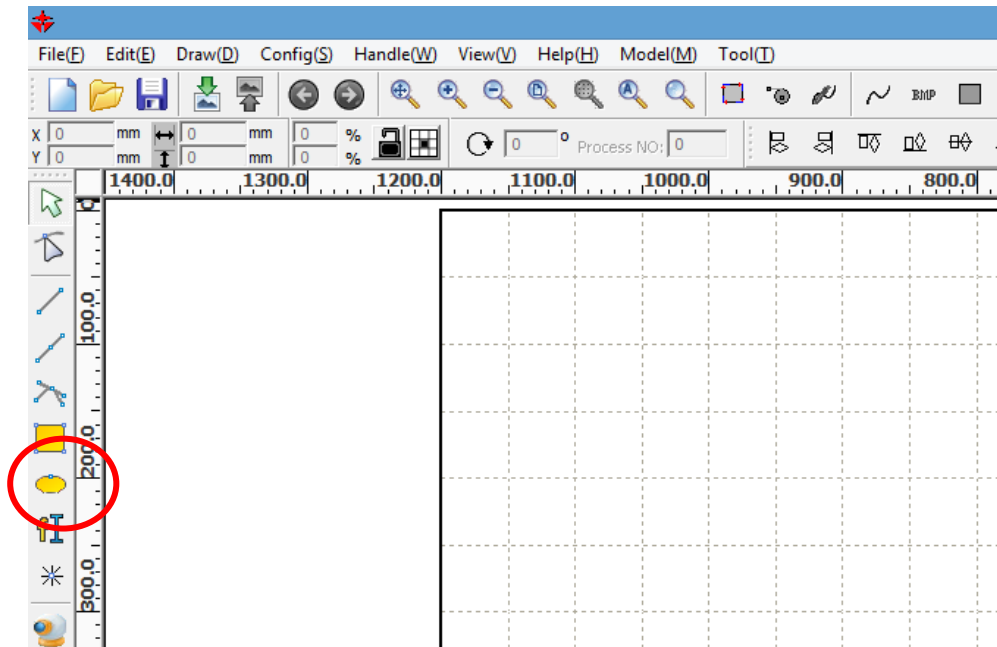 File(F) Edit(E) Draw(D) Config(S) Handle(W) View(V) Help(H) Model(M) Tool(T)
BMP
X 0 mm 0 mm 0 %
Y 0 mm 0 mm 0 %
0 ° Process NO: 0
1400.0 1300.0 1200.0 1100.0 1000.0 900.0 800.0
0
100.0
200.0
300.0